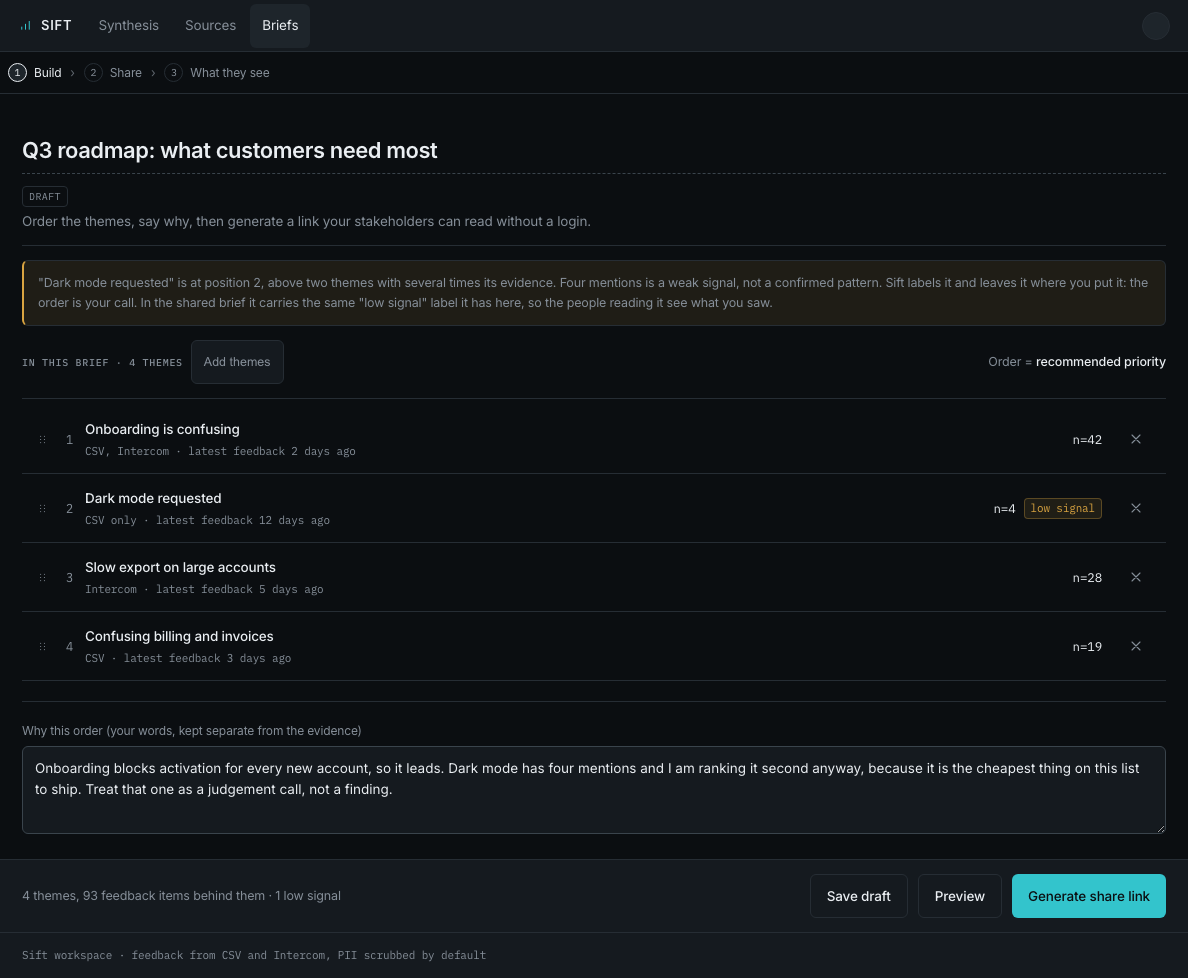 SIFT Synthesis Sources Briefs
1 Build › 2 Share › 3 What they see
Q3 roadmap: what customers need most
DRAFT
Order the themes, say why, then generate a link your stakeholders can read without a login.
"Dark mode requested" is at position 2, above two themes with several times its evidence. Four mentions is a weak signal, not a confirmed pattern. Sift labels it and leaves it where you put it: the
order is your call. In the shared brief it carries the same "low signal" label it has here, so the people reading it see what you saw.
IN THIS BRIEF · 4 THEMES Add themes Order = recommended priority
1 Onboarding is confusing n=42
CSV, Intercom · latest feedback 2 days ago
2 Dark mode requested n=4 low signal
CSV only · latest feedback 12 days ago
3 Slow export on large accounts n=28
Intercom · latest feedback 5 days ago
4 Confusing billing and invoices n=19
CSV · latest feedback 3 days ago
Why this order (your words, kept separate from the evidence)
Onboarding blocks activation for every new account, so it leads. Dark mode has four mentions and I am ranking it second anyway, because it is the cheapest thing on this list
to ship. Treat that one as a judgement call, not a finding.
4 themes, 93 feedback items behind them · 1 low signal Save draft Preview Generate share link
Sift workspace · feedback from CSV and Intercom, PII scrubbed by default